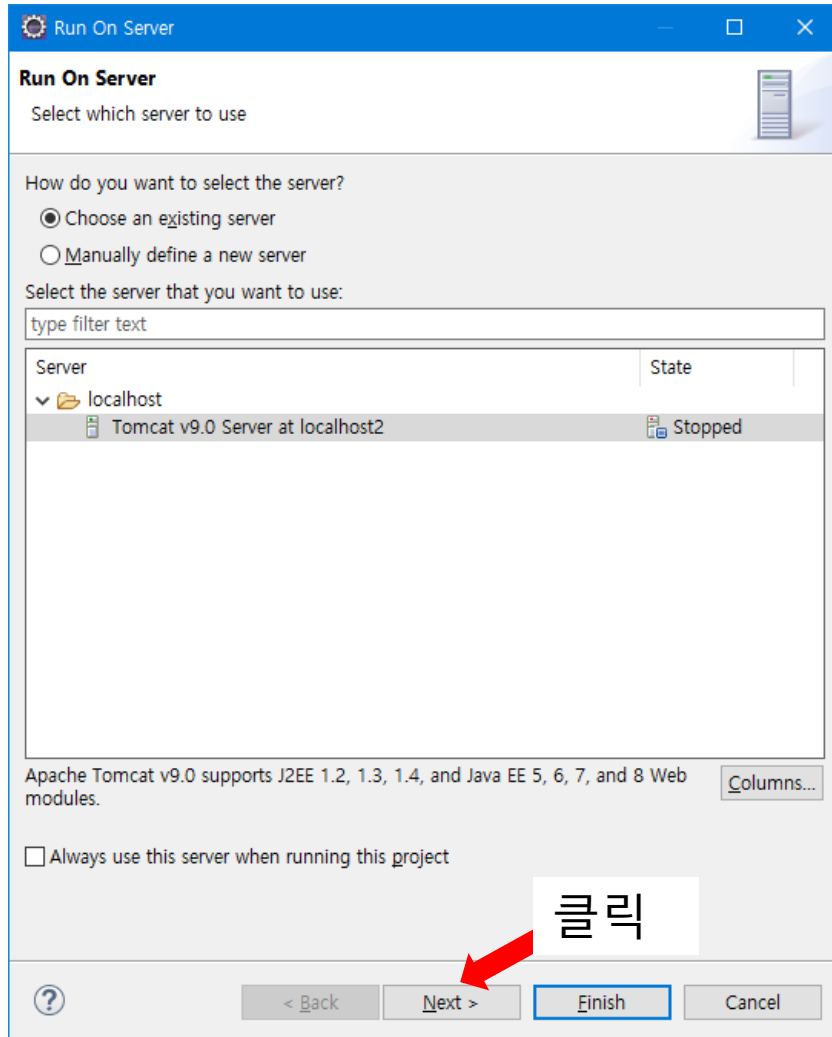 Run On Server
Run On Server
Select which server to use
How do you want to select the server?
Choose an existing server
Manually define a new server
Select the server that you want to use:
type filter text
Server State
localhost
Tomcat v9.0 Server at localhost2 Stopped
Apache Tomcat v9.0 supports J2EE 1.2, 1.3, 1.4, and Java EE 5, 6, 7, and 8 Web
modules.
Columns...
Always use this server when running this project
클릭
? < Back Next > Finish Cancel